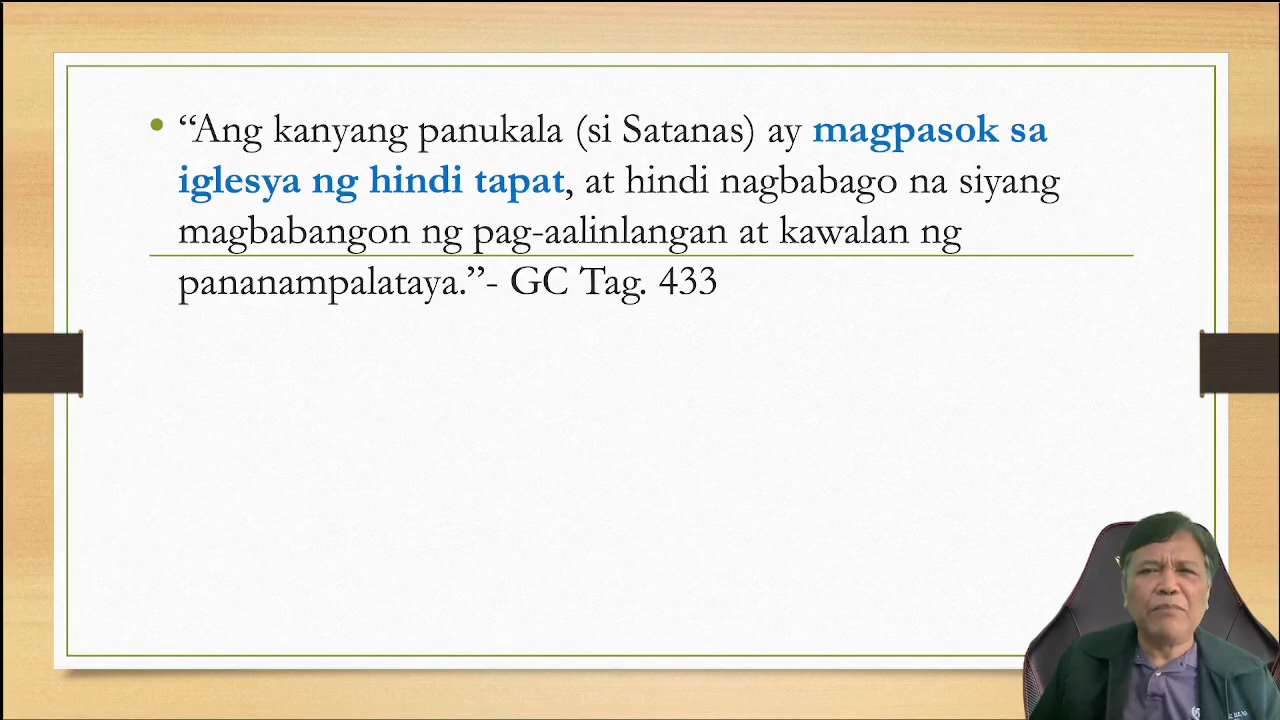 • “Ang kanyang panukala (si Satanas) ay magpasok sa
iglesya ng hindi tapat, at hindi nagbabago na siyang
magbabangon ng pag-aalinlangan at kawalan ng
pananampalataya.”- GC Tag. 433